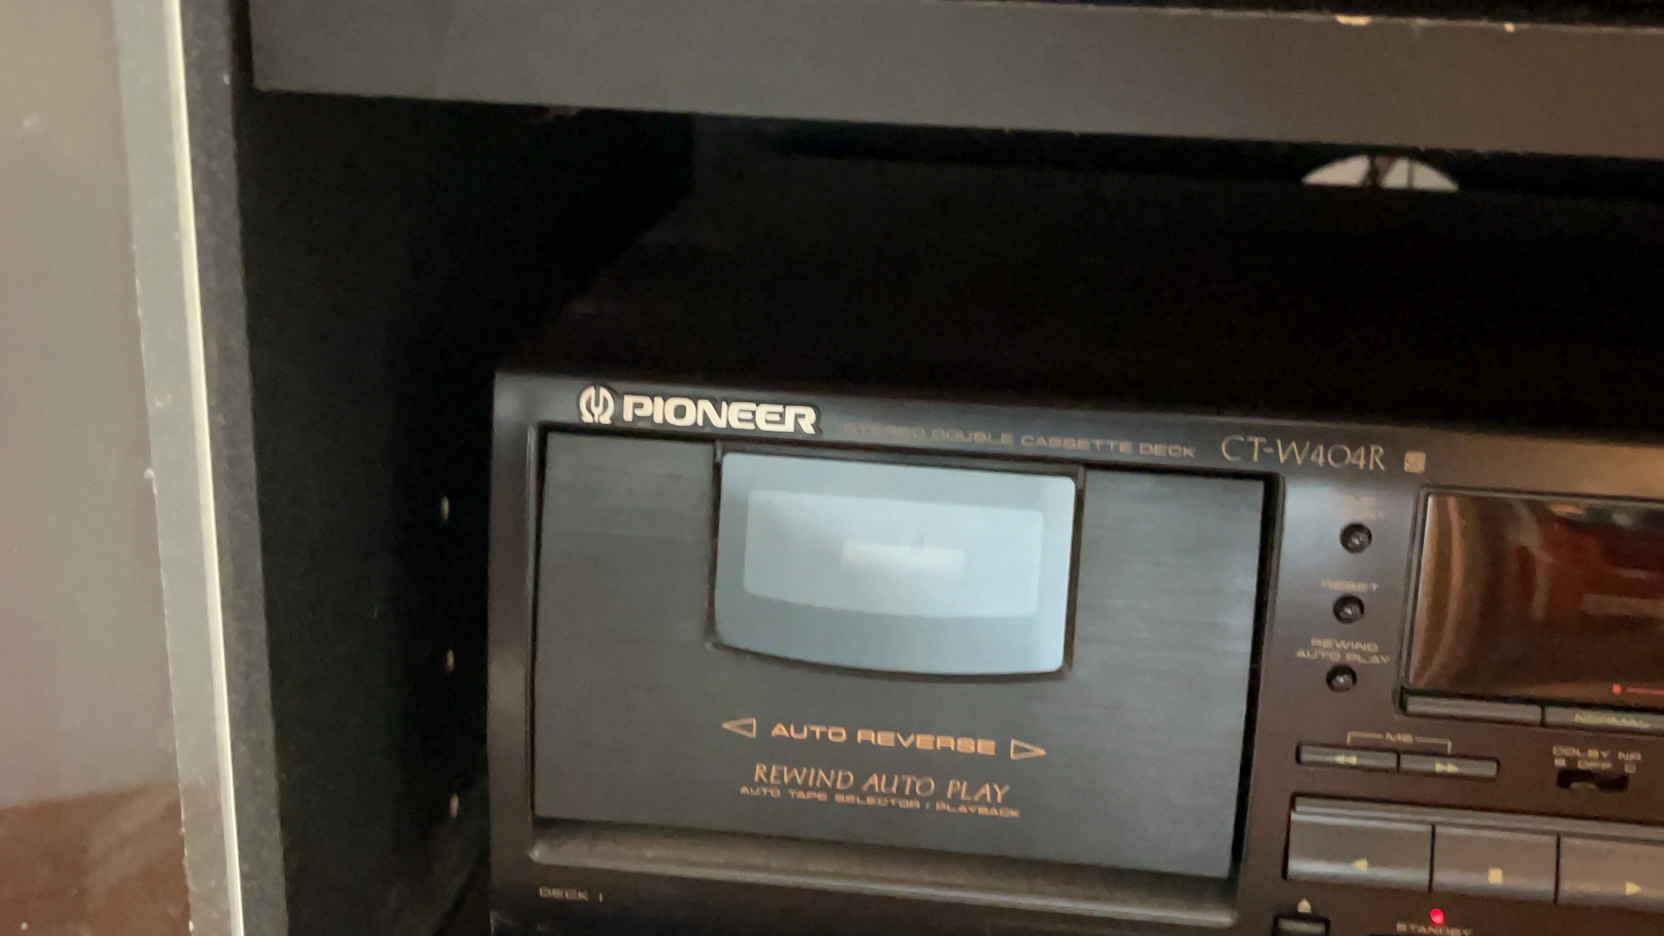 PIONEER STEREO DOUBLE CASSETTE DECK CT-W404R
RESET
REWIND
AUTO PLAY
AUTO REVERSE
REWIND AUTO PLAY
AUTO TAPE SELECTOR / PLAYBACK
NORMAL
MS
DOLBY NR
B OFF C
DECK I
STANDBY